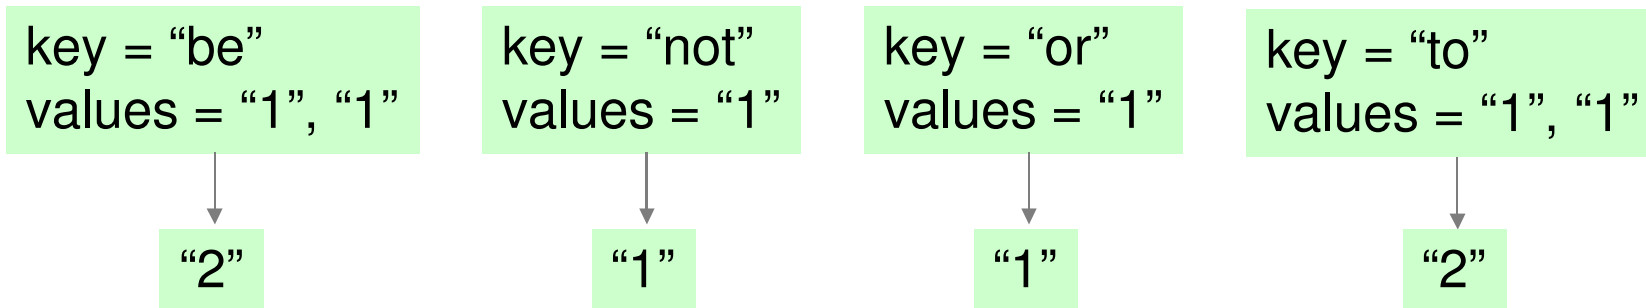 key = “be”
values = “1”, “1”
key = “not”
values = “1”
key = “or”
values = “1”
key = “to”
values = “1”, “1”
“2”
“1”
“1”
“2”